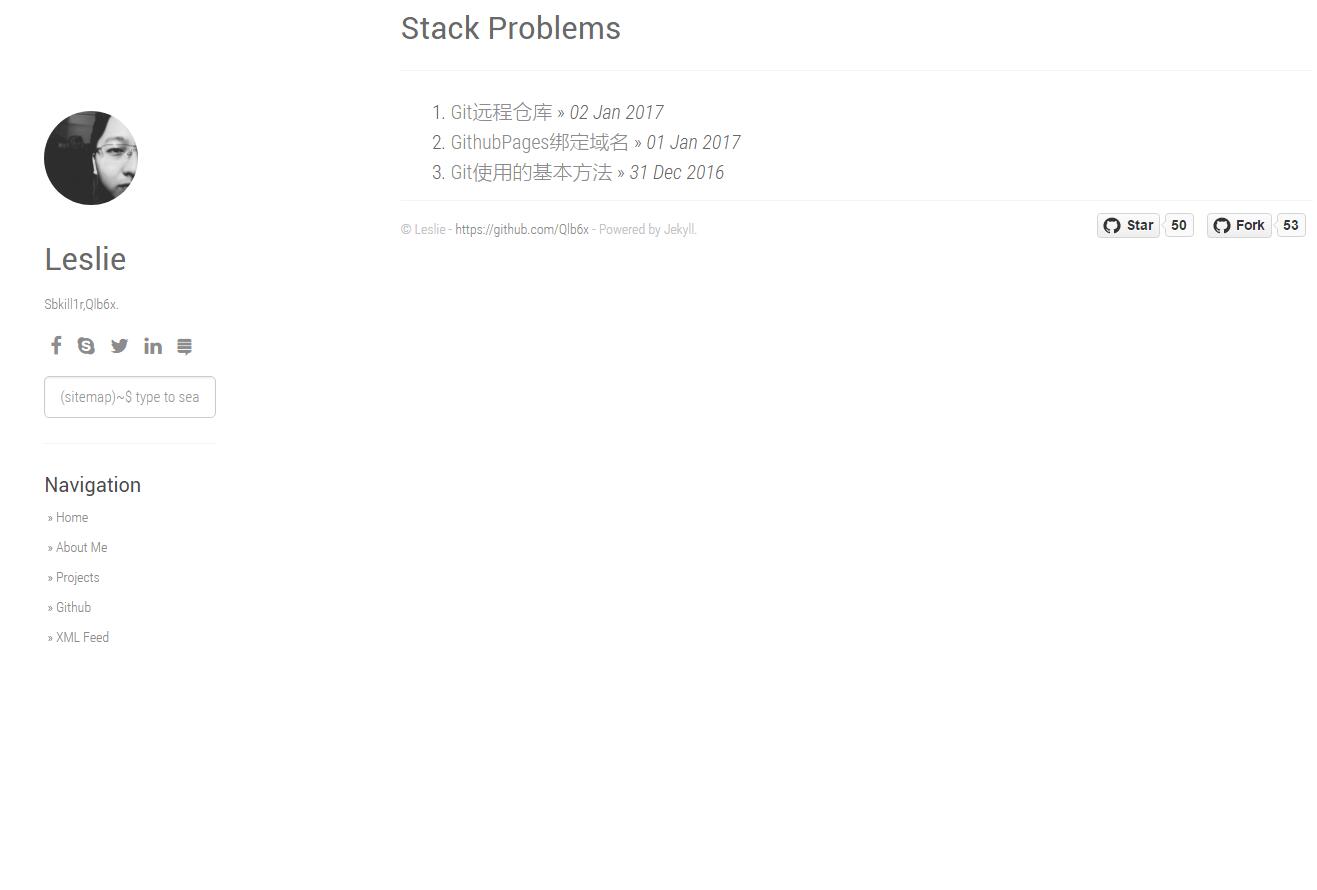 Stack Problems
1. Git远程仓库 » 02 Jan 2017
2. GithubPages绑定域名 » 01 Jan 2017
3. Git使用的基本方法 » 31 Dec 2016
© Leslie - https://github.com/Qlb6x - Powered by Jekyll.
Star 50 Fork 53
Leslie
Sbkill1r,Qlb6x.
(sitemap)~$ type to sea
Navigation
» Home
» About Me
» Projects
» Github
» XML Feed